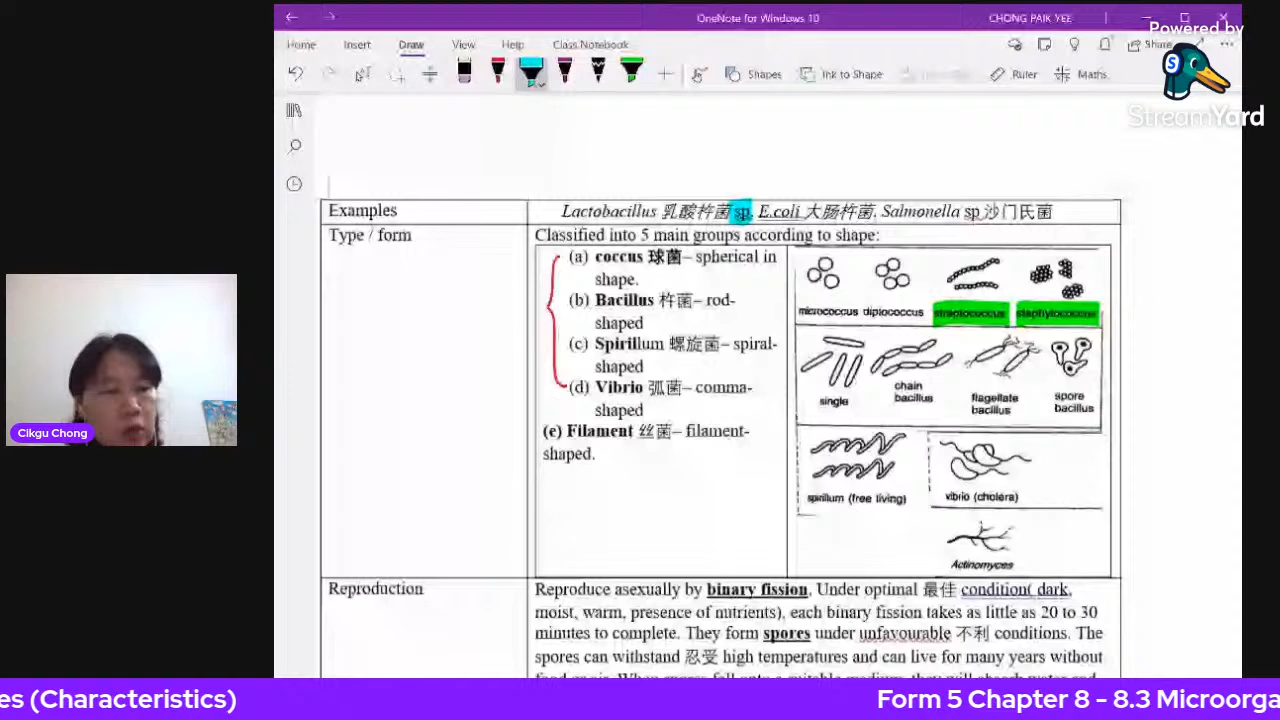 OneNote for Windows 10
CHONG PAIK YEE
Powered by
StreamYard
Home Insert Draw View Help Class Notebook
Share
Shapes Ink to Shape Ruler Maths
Examples
Lactobacillus 乳酸杵菌 sp, E.coli 大肠杵菌, Salmonella sp 沙门氏菌
Type / form
Classified into 5 main groups according to shape:
(a) coccus 球菌– spherical in
shape.
(b) Bacillus 杵菌– rod-
shaped
(c) Spirillum 螺旋菌– spiral-
shaped
(d) Vibrio 弧菌– comma-
shaped
(e) Filament 丝菌– filament-
shaped.
micrococcus diplococcus streptococcus staphylococcus
single
chain
bacillus
flagellate
bacillus
spore
bacillus
spirillum (free living)
vibrio (cholera)
Actinomyces
Reproduction
Reproduce asexually by binary fission. Under optimal 最佳 condition( dark,
moist, warm, presence of nutrients), each binary fission takes as little as 20 to 30
minutes to complete. They form spores under unfavourable 不利 conditions. The
spores can withstand 忍受 high temperatures and can live for many years without
Cikgu Chong
es (Characteristics)
Form 5 Chapter 8 - 8.3 Microorga